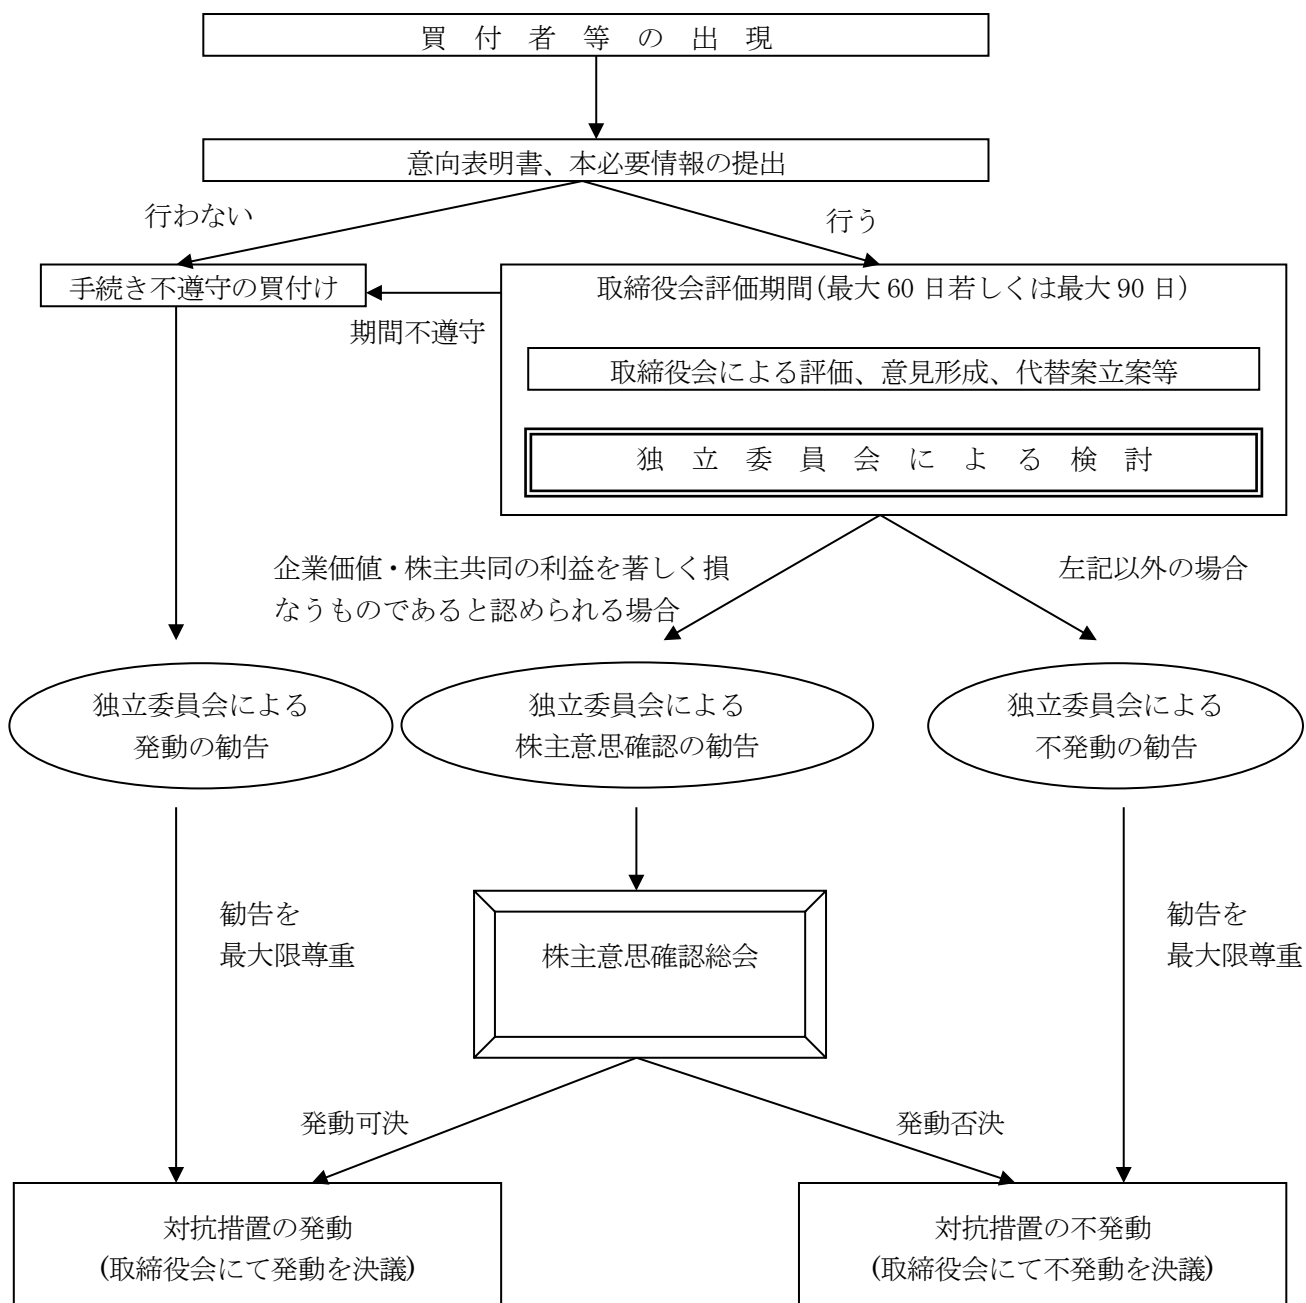 買付者等の出現
意向表明書、本必要情報の提出
行わない
行う
手続き不遵守の買付け
取締役会評価期間(最大 60 日若しくは最大 90 日)
期間不遵守
取締役会による評価、意見形成、代替案立案等
独立委員会による検討
企業価値・株主共同の利益を著しく損
なうものであると認められる場合
左記以外の場合
独立委員会による
発動の勧告
独立委員会による
株主意思確認の勧告
独立委員会による
不発動の勧告
勧告を
最大限尊重
株主意思確認総会
勧告を
最大限尊重
発動可決
発動否決
対抗措置の発動
(取締役会にて発動を決議)
対抗措置の不発動
(取締役会にて不発動を決議)